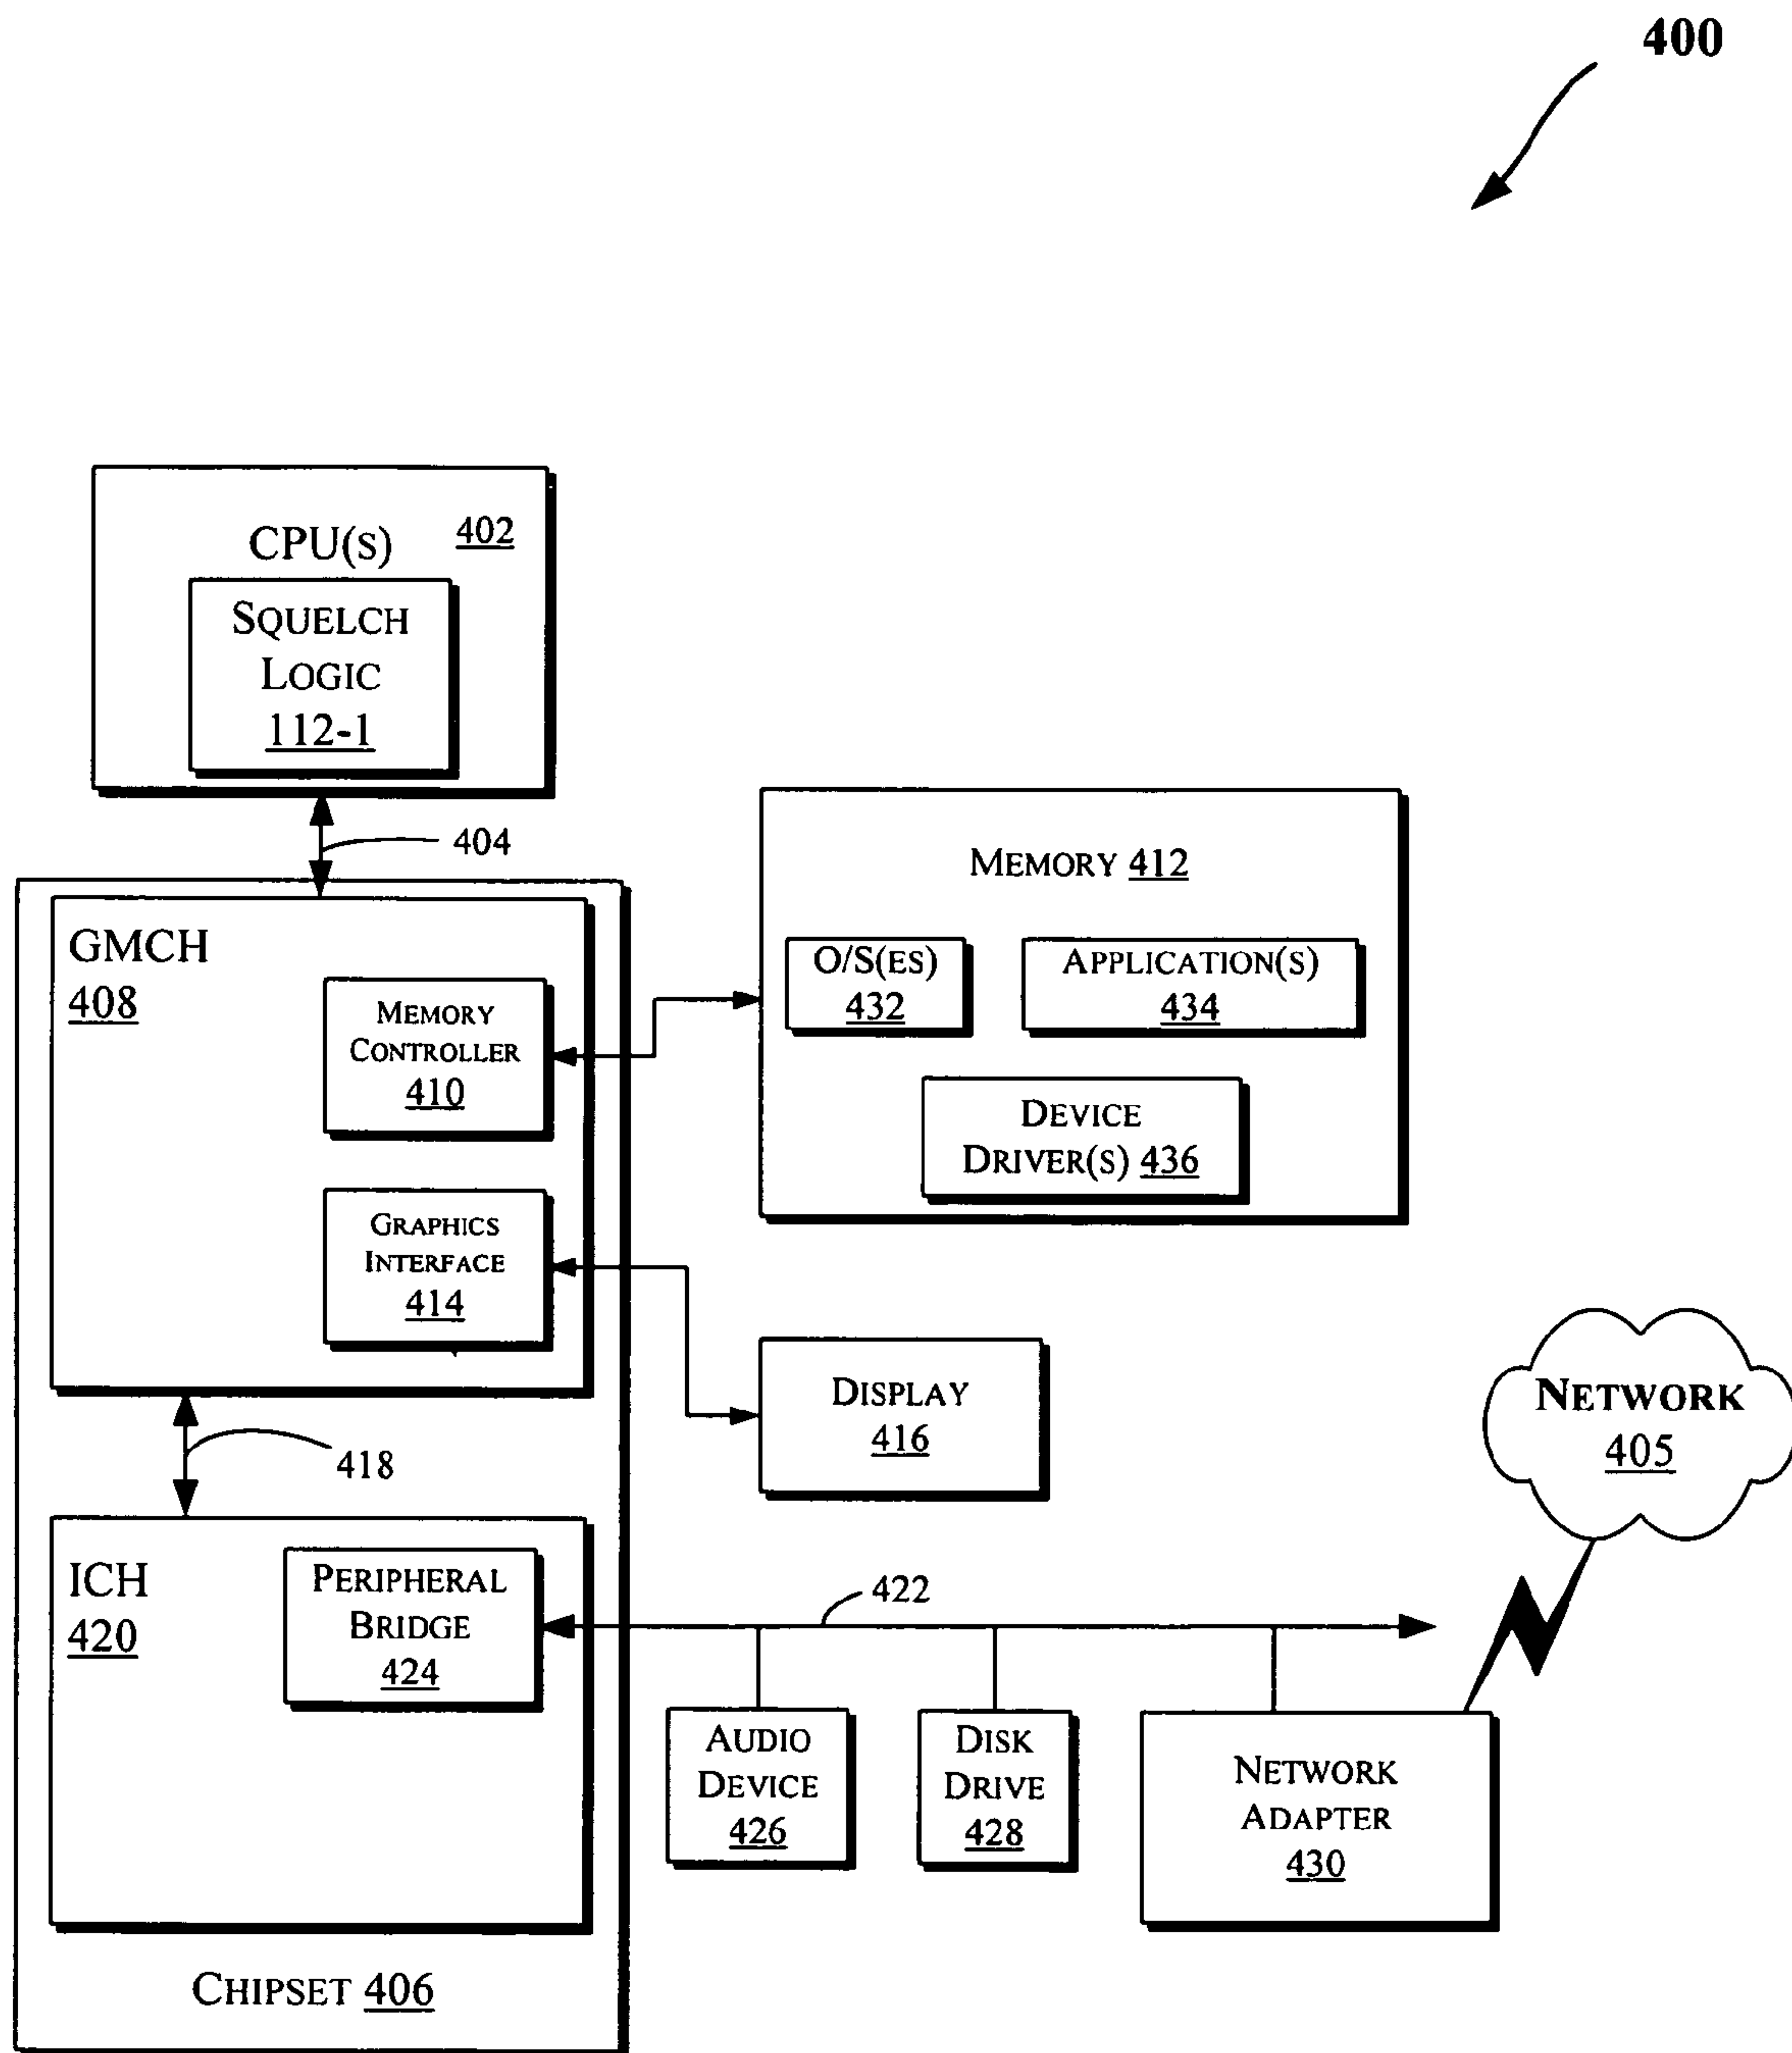 400
CPU(S)
402
SQUELCH
LOGIC
112-1
404
GMCH
408
MEMORY
CONTROLLER
410
GRAPHICS
INTERFACE
414
MEMORY 412
O/S(ES)
432
APPLICATION(S)
434
DEVICE
DRIVER(S) 436
DISPLAY
416
NETWORK
405
418
ICH
420
PERIPHERAL
BRIDGE
424
422
AUDIO
DEVICE
426
DISK
DRIVE
428
NETWORK
ADAPTER
430
CHIPSET 406